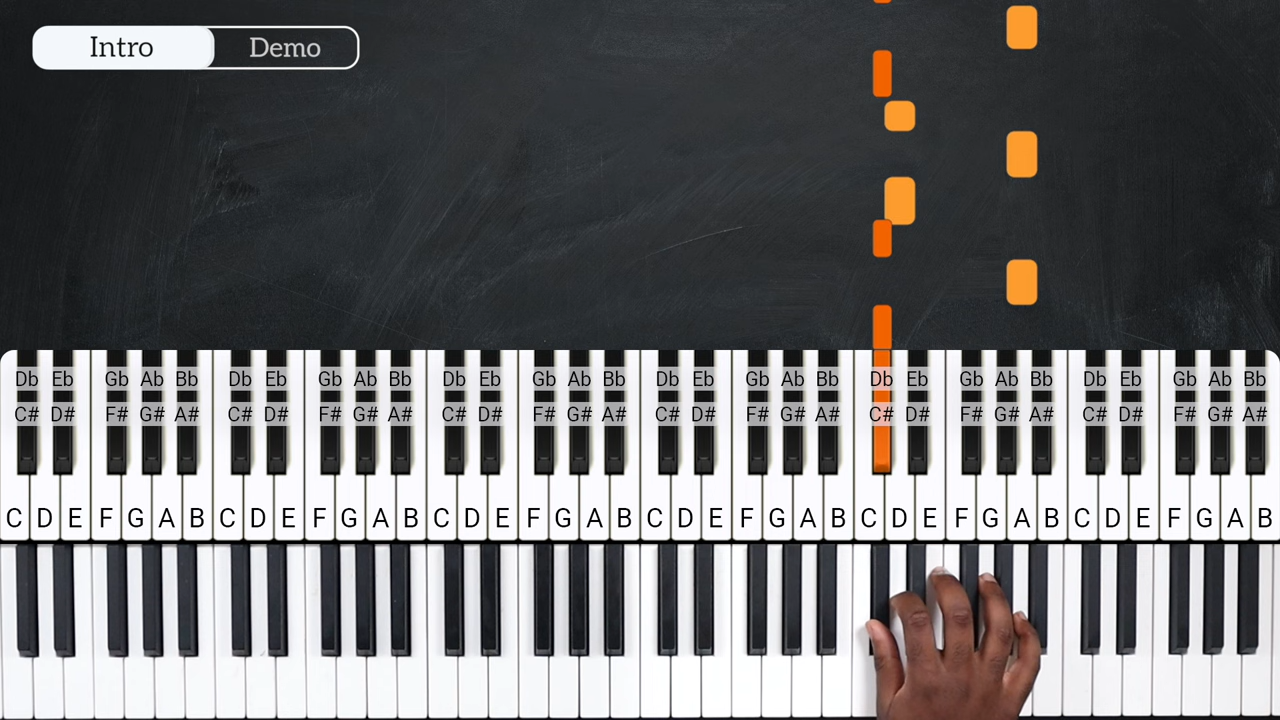 Intro Demo
Db Eb Gb Ab Bb Db Eb Gb Ab Bb Db Eb Gb Ab Bb Db Eb Gb Ab Bb Db Eb Gb Ab Bb Db Eb Gb Ab Bb
C# D# F# G# A# C# D# F# G# A# C# D# F# G# A# C# D# F# G# A# C# D# F# G# A# C# D# F# G# A#
C D E F G A B C D E F G A B C D E F G A B C D E F G A B C D E F G A B C D E F G A B